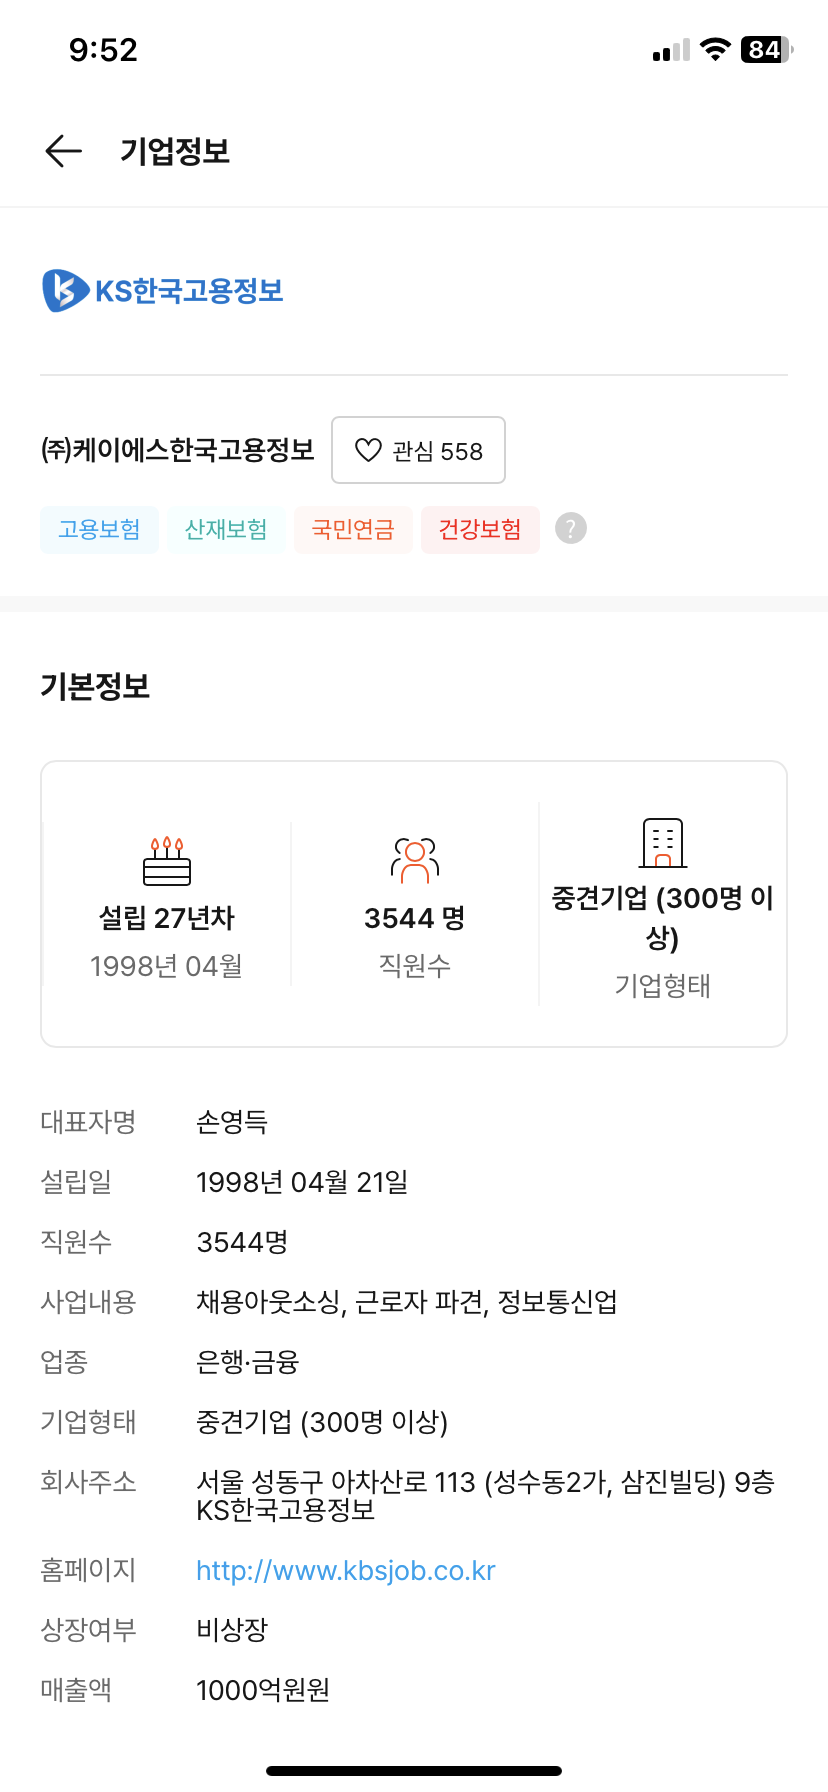 9:52
84
기업정보
KS한국고용정보
㈜케이에스한국고용정보
관심 558
고용보험 산재보험 국민연금 건강보험 ?
기본정보
설립 27년차
1998년 04월
3544 명
직원수
중견기업 (300명 이
상)
기업형태
대표자명 손영득
설립일 1998년 04월 21일
직원수 3544명
사업내용 채용아웃소싱, 근로자 파견, 정보통신업
업종 은행·금융
기업형태 중견기업 (300명 이상)
회사주소 서울 성동구 아차산로 113 (성수동2가, 삼진빌딩) 9층
KS한국고용정보
홈페이지 http://www.kbsjob.co.kr
상장여부 비상장
매출액 1000억원원